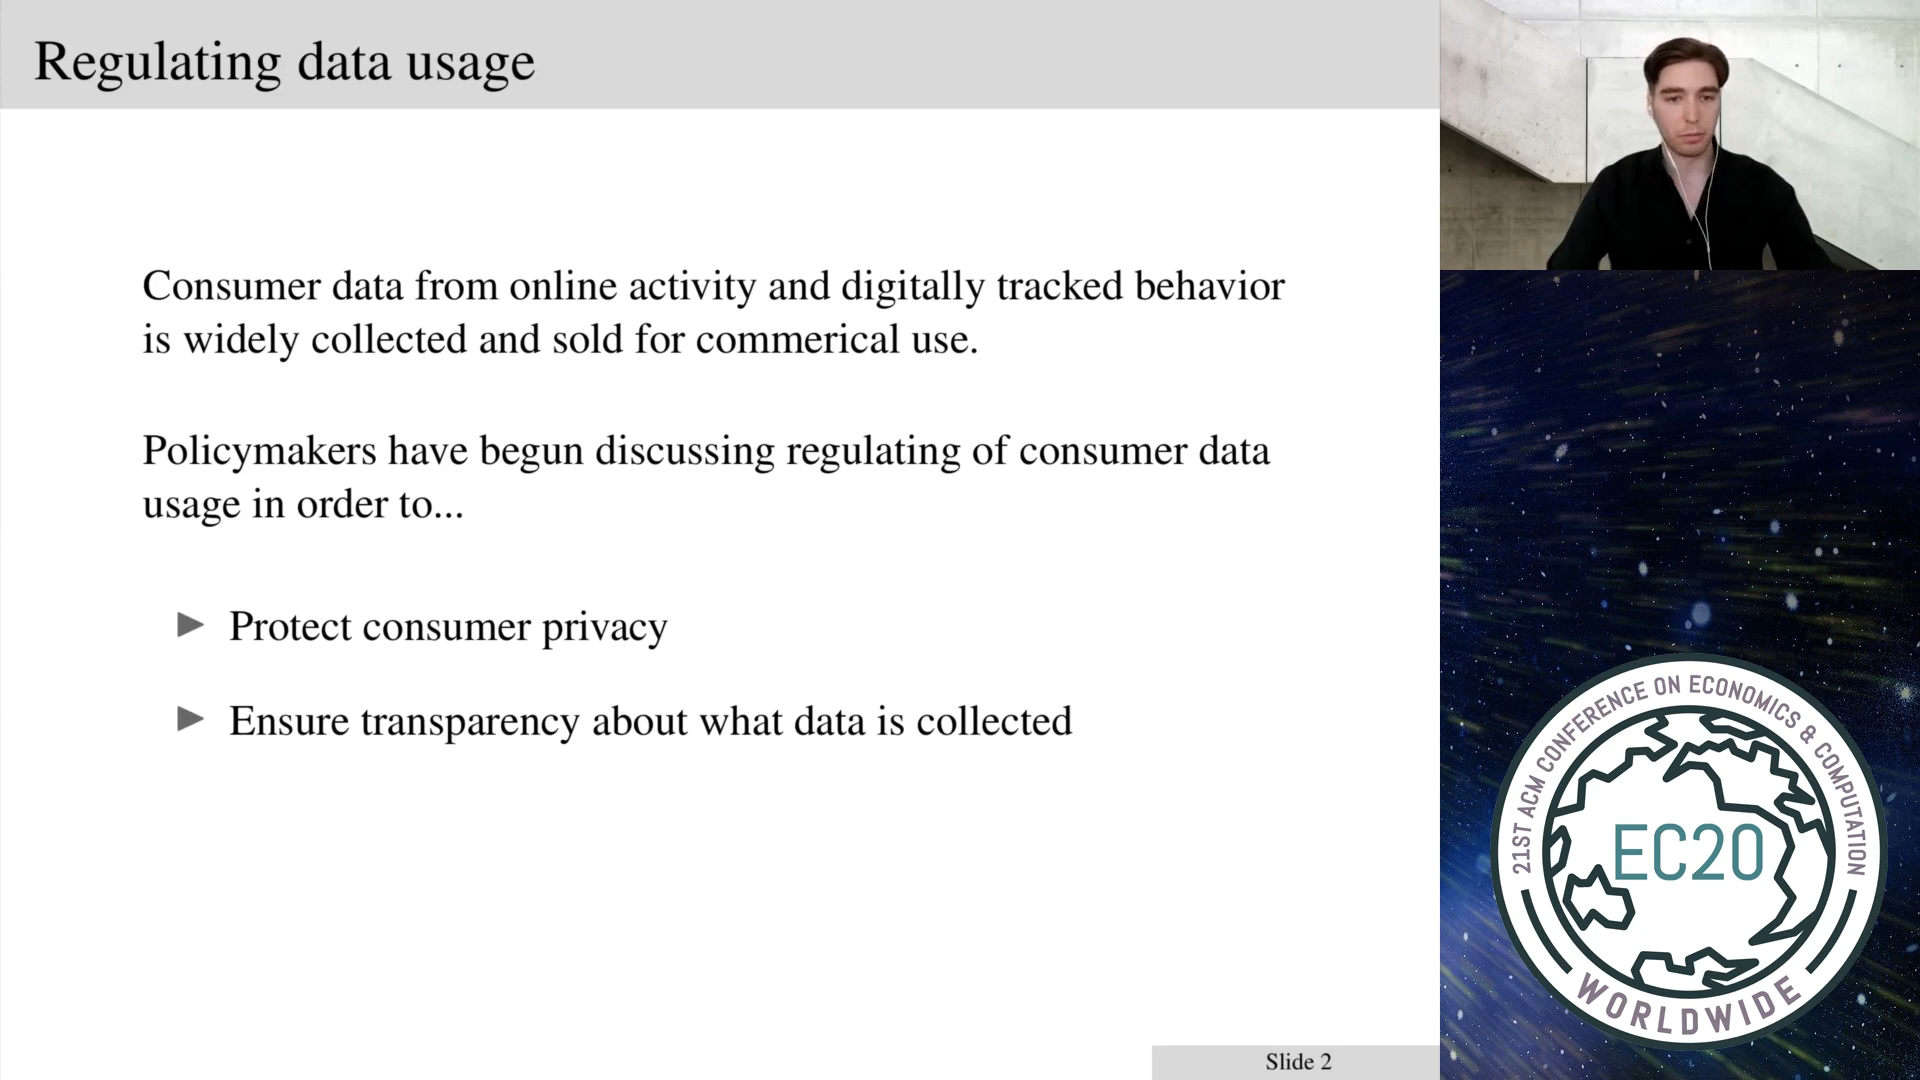 Regulating data usage
Consumer data from online activity and digitally tracked behavior
is widely collected and sold for commerical use.
Policymakers have begun discussing regulating of consumer data
usage in order to...
Protect consumer privacy
Ensure transparency about what data is collected
Slide 2
21ST ACM CONFERENCE ON ECONOMICS & COMPUTATION
EC20
WORLDWIDE